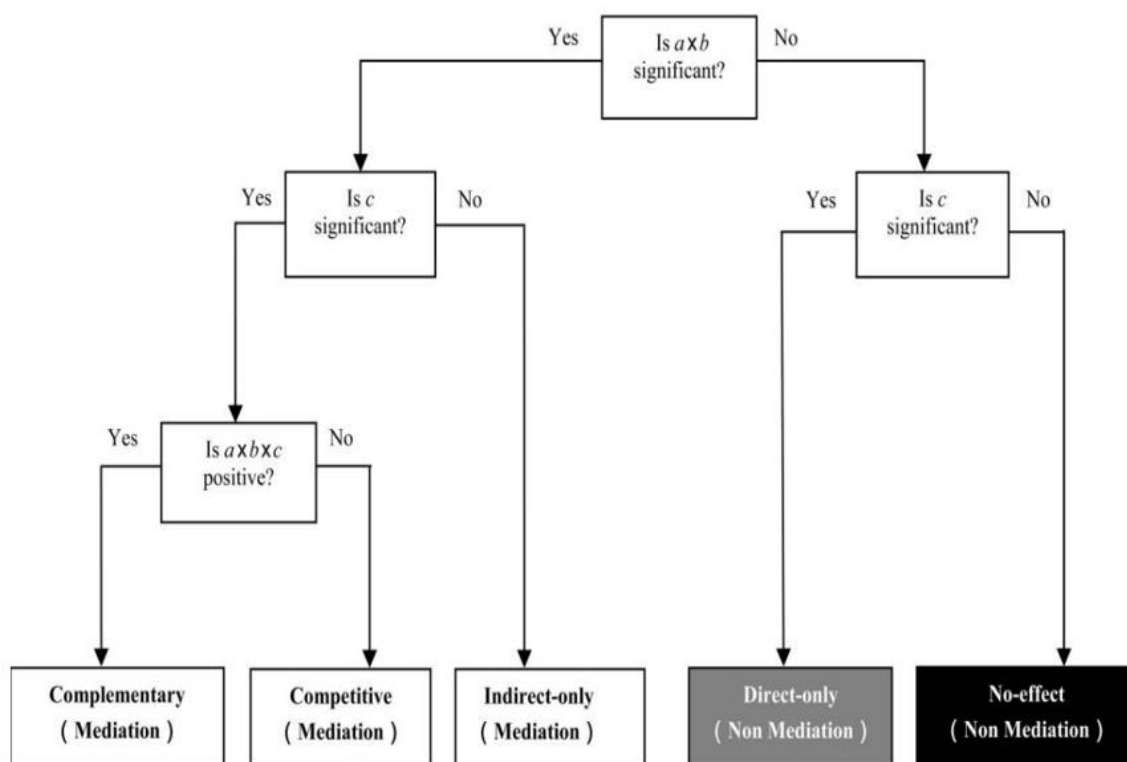 Yes
Is a×b
significant?
No
Yes
Is c
significant?
No
Yes
Is c
significant?
No
Yes
Is a×b×c
positive?
No
Complementary
( Mediation )
Competitive
( Mediation )
Indirect-only
( Mediation )
Direct-only
( Non Mediation )
No-effect
( Non Mediation )